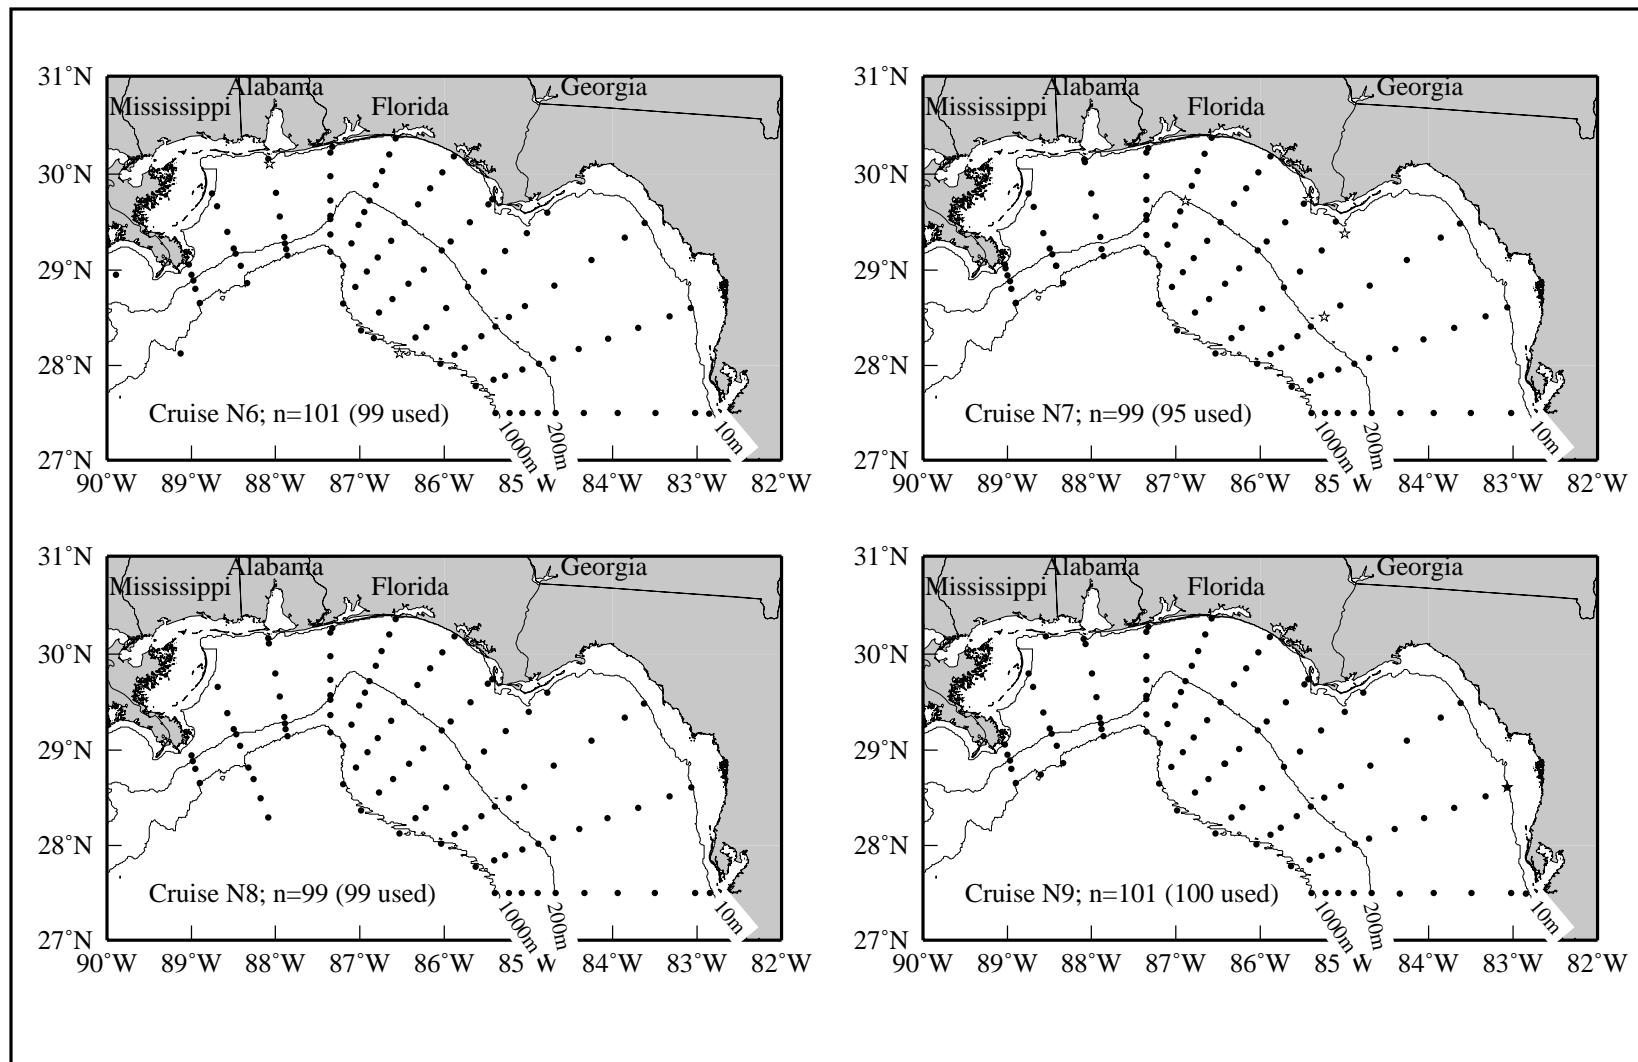 31˚N
30˚N
29˚N
28˚N
27˚N
90˚W 89˚W 88˚W 87˚W 86˚W 85˚W 84˚W 83˚W 82˚W
Mississippi
Alabama
Florida
Georgia
Cruise N6; n=101 (99 used)
1000m
200m
10m
31˚N
30˚N
29˚N
28˚N
27˚N
90˚W 89˚W 88˚W 87˚W 86˚W 85˚W 84˚W 83˚W 82˚W
Mississippi
Alabama
Florida
Georgia
Cruise N7; n=99 (95 used)
1000m
200m
10m
31˚N
30˚N
29˚N
28˚N
27˚N
90˚W 89˚W 88˚W 87˚W 86˚W 85˚W 84˚W 83˚W 82˚W
Mississippi
Alabama
Florida
Georgia
Cruise N8; n=99 (99 used)
1000m
200m
10m
31˚N
30˚N
29˚N
28˚N
27˚N
90˚W 89˚W 88˚W 87˚W 86˚W 85˚W 84˚W 83˚W 82˚W
Mississippi
Alabama
Florida
Georgia
Cruise N9; n=101 (100 used)
1000m
200m
10m